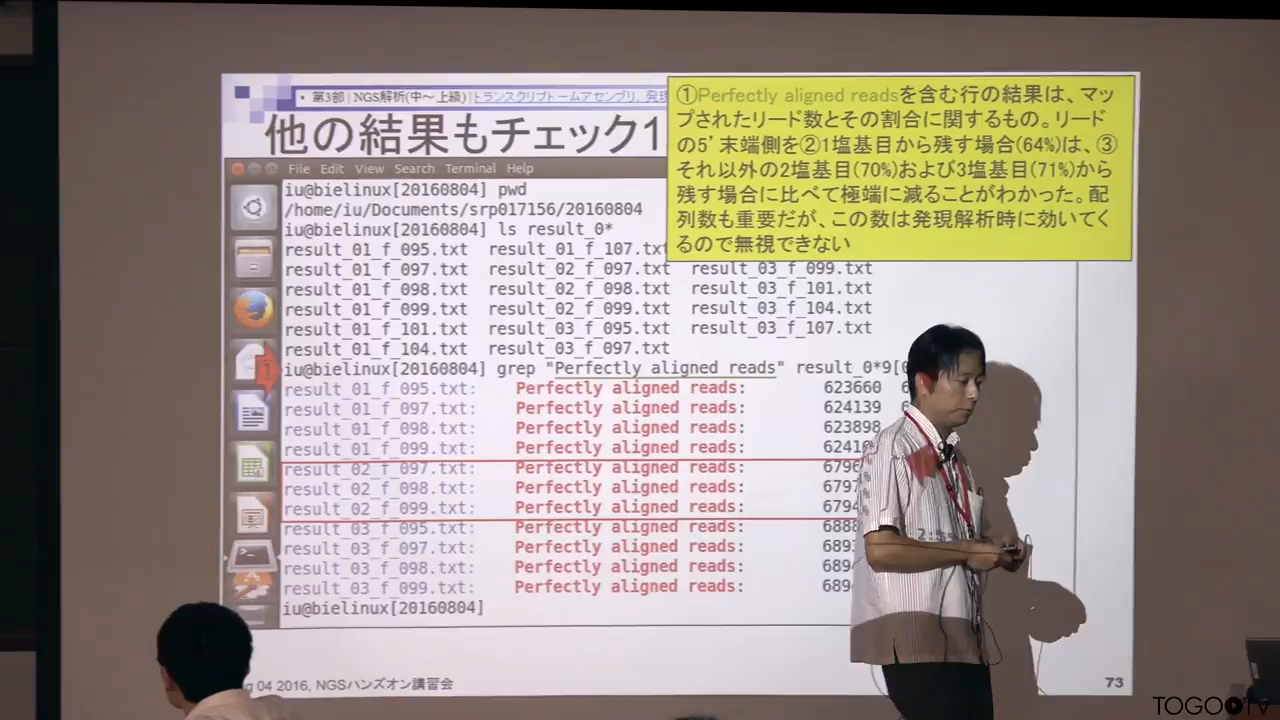 • 第3部 | NGS解析(中～上級) | トランスクリプトームアセンブリ、発現
他の結果もチェック1
①Perfectly aligned readsを含む行の結果は、マッ
プされたリード数とその割合に関するもの。リード
の5’末端側を②1塩基目から残す場合(64%)は、③
それ以外の2塩基目(70%)および3塩基目(71%)から
残す場合に比べて極端に減ることがわかった。配
列数も重要だが、この数は発現解析時に効いてく
るので無視できない
File Edit View Search Terminal Help
iu@bielinux[20160804] pwd
/home/iu/Documents/srp017156/20160804
iu@bielinux[20160804] ls result_0*
result_01_f_095.txt result_01_f_107.txt
result_01_f_097.txt result_02_f_097.txt result_03_f_099.txt
result_01_f_098.txt result_02_f_098.txt result_03_f_101.txt
result_01_f_099.txt result_02_f_099.txt result_03_f_104.txt
result_01_f_101.txt result_03_f_095.txt result_03_f_107.txt
result_01_f_104.txt result_03_f_097.txt
iu@bielinux[20160804] grep "Perfectly aligned reads" result_0*9[
result_01_f_095.txt: Perfectly aligned reads: 623660 6
result_01_f_097.txt: Perfectly aligned reads: 624139
result_01_f_098.txt: Perfectly aligned reads: 623898
result_01_f_099.txt: Perfectly aligned reads: 6241
result_02_f_097.txt: Perfectly aligned reads: 679
result_02_f_098.txt: Perfectly aligned reads: 6797
result_02_f_099.txt: Perfectly aligned reads: 6794
result_03_f_095.txt: Perfectly aligned reads: 688
result_03_f_097.txt: Perfectly aligned reads: 689
result_03_f_098.txt: Perfectly aligned reads: 689
result_03_f_099.txt: Perfectly aligned reads: 689
iu@bielinux[20160804]
04 2016, NGSハンズオン講習会
73
TOGOTV